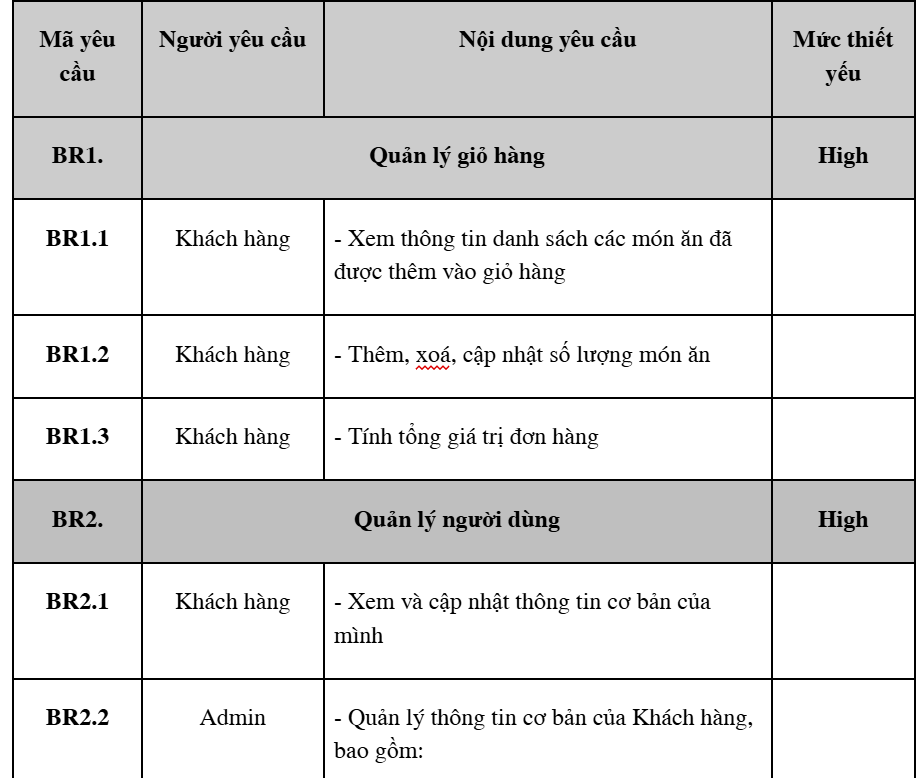 Mã yêu cầu
Người yêu cầu
Nội dung yêu cầu
Mức thiết yếu
BR1.
Quản lý giỏ hàng
High
BR1.1
Khách hàng
- Xem thông tin danh sách các món ăn đã
được thêm vào giỏ hàng
BR1.2
Khách hàng
- Thêm, xoá, cập nhật số lượng món ăn
BR1.3
Khách hàng
- Tính tổng giá trị đơn hàng
BR2.
Quản lý người dùng
High
BR2.1
Khách hàng
- Xem và cập nhật thông tin cơ bản của
mình
BR2.2
Admin
- Quản lý thông tin cơ bản của Khách hàng,
bao gồm: